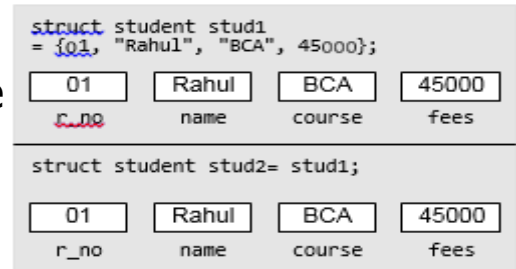 struct student stud1
= {01, "Rahul", "BCA", 45000};
e
01 Rahul BCA 45000
r_no name course fees
struct student stud2= stud1;
01 Rahul BCA 45000
r_no name course fees